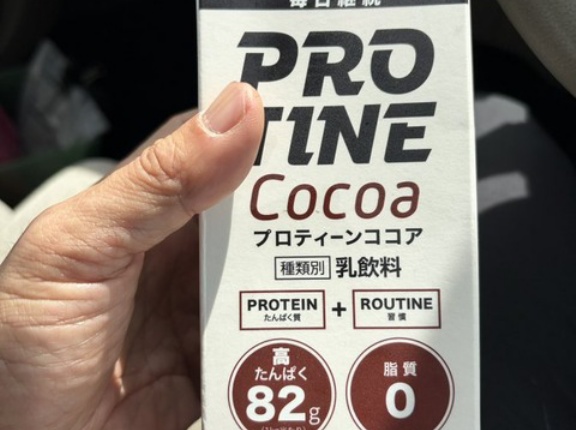 毎日継続
PRO
TINE
Cocoa
プロティーンココア
種類別 乳飲料
PROTEIN + ROUTINE
たんぱく質 習慣
高 脂質
たんぱく
82g 0